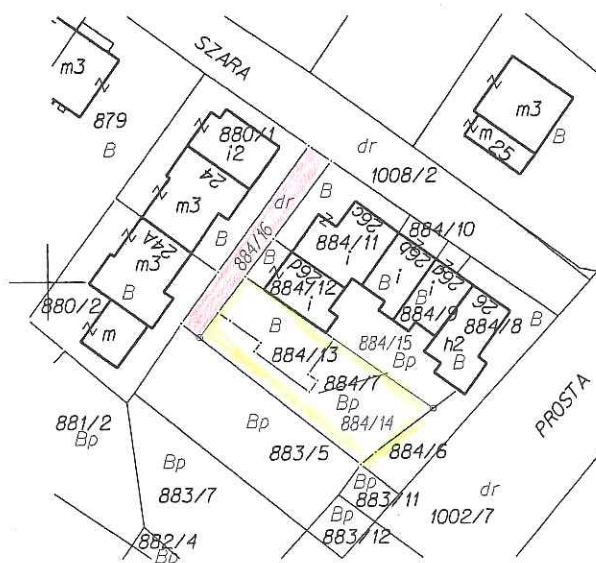 SZARA
m3
879
B
880/1
i2
24
m3
24A
m3
B
B
880/2
m
dr
884/16
dr
1008/2
m3
m
25
B
B
26c
884/11
i
26b
884/10
26a
i
B
i
B
26
884/8
B
B
26d
884/12
i
884/9
h2
B
B
884/15
Bp
884/13
884/7
Bp
884/14
PROSTA
881/2
Bp
Bp
883/5
884/6
Bp
883/7
Bp
883/11
dr
1002/7
Bp
883/12
882/4
Bp